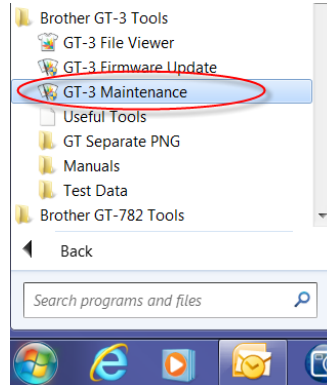 Brother GT-3 Tools
GT-3 File Viewer
GT-3 Firmware Update
GT-3 Maintenance
Useful Tools
GT Separate PNG
Manuals
Test Data
Brother GT-782 Tools
Back
Search programs and files